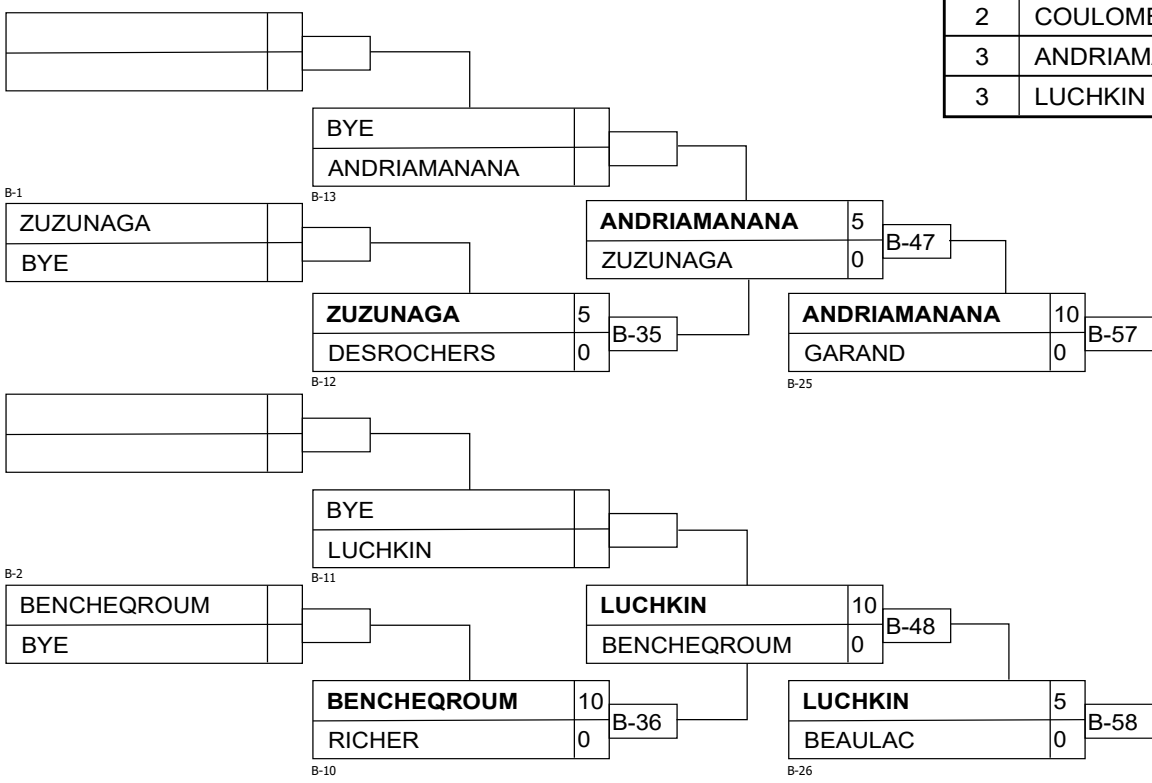 2 COULOMB
3 ANDRIAMA
3 LUCHKIN
BYE
ANDRIAMANANA
B-1
B-13
ZUZUNAGA
BYE
ANDRIAMANANA 5
ZUZUNAGA 0
B-47
ZUZUNAGA 5
DESROCHERS 0
B-35
B-12
ANDRIAMANANA 10
GARAND 0
B-57
B-25
BYE
LUCHKIN
B-2
B-11
BENCHEQROUM
BYE
LUCHKIN 10
BENCHEQROUM 0
B-48
BENCHEQROUM 10
RICHER 0
B-36
B-10
LUCHKIN 5
BEAULAC 0
B-58
B-26